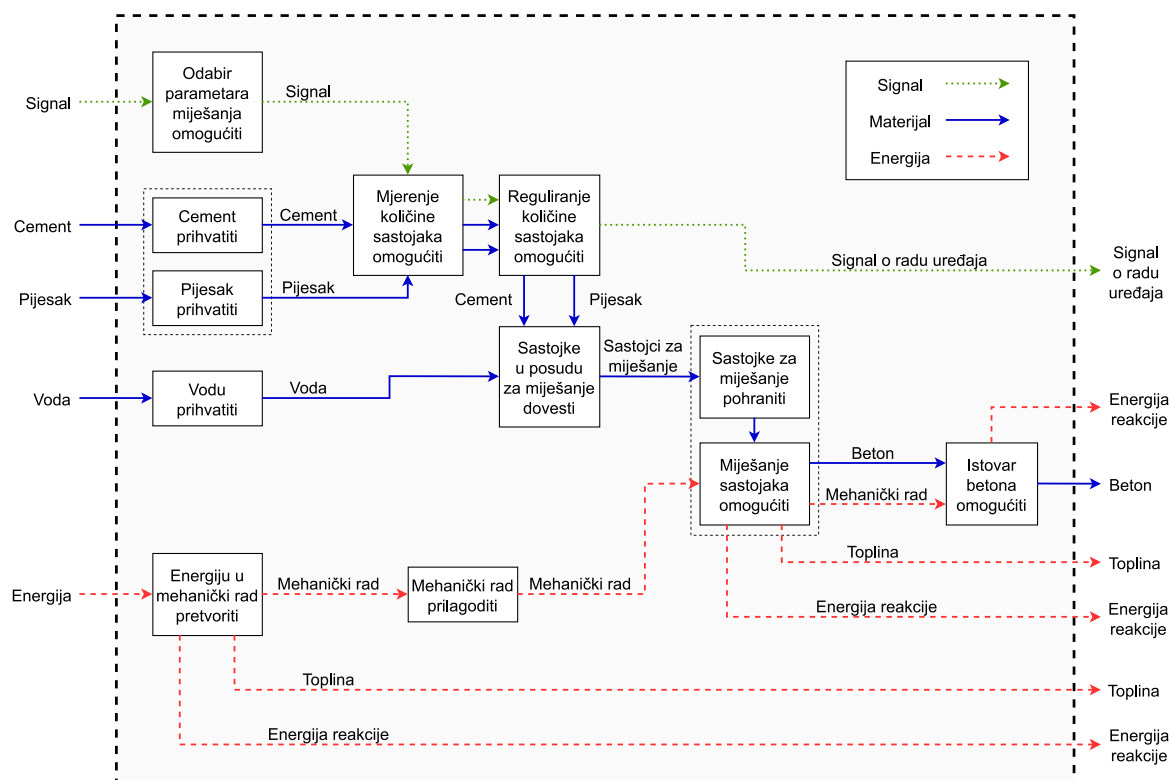 Odabir
parametara
miješanja
omogućiti
Signal
Signal
Signal
Materijal
Energija
Cement
Cement
prihvatiti
Cement
Mjerenje
količine
sastojaka
omogućiti
Reguliranje
količine
sastojaka
omogućiti
Signal o radu uređaja
Signal
o radu
uređaja
Pijesak
Pijesak
prihvatiti
Pijesak
Cement
Pijesak
Voda
Vodu
prihvatiti
Voda
Sastojke
u posudu
za miješanje
dovesti
Sastojci za
miješanje
Sastojke za
miješanje
pohraniti
Energija
reakcije
Miješanje
sastojaka
omogućiti
Beton
Mehanički rad
Istovar
betona
omogućiti
Beton
Toplina
Toplina
Energija
Energiju u
mehanički rad
pretvoriti
Mehanički rad
Mehanički rad
prilagoditi
Mehanički rad
Energija reakcije
Energija
reakcije
Toplina
Toplina
Energija reakcije
Energija
reakcije